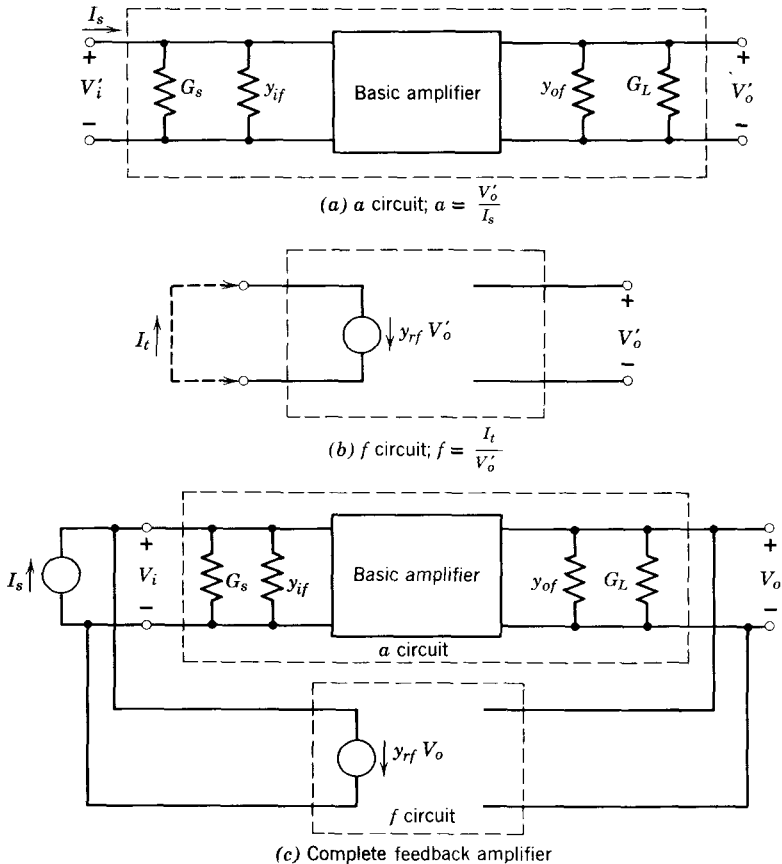 I_s
+
V_i'
−
G_s
y_if
Basic amplifier
y_of
G_L
+
V_o'
−
(a) a circuit; a = V_o' / I_s
I_t
y_rf V_o'
+
V_o'
−
(b) f circuit; f = I_t / V_o'
I_s
+
V_i
−
G_s
y_if
Basic amplifier
y_of
G_L
+
V_o
−
a circuit
y_rf V_o
f circuit
(c) Complete feedback amplifier